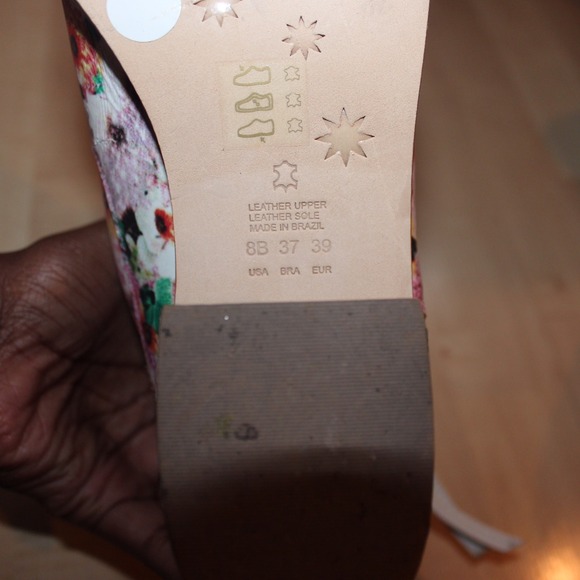 LEATHER UPPER
LEATHER SOLE
MADE IN BRAZIL
8B 37 39
USA BRA EUR